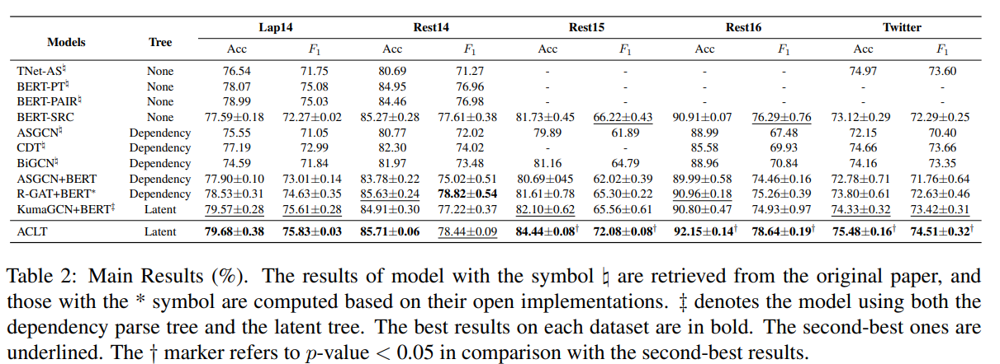 Models Tree Lap14 Rest14 Rest15 Rest16 Twitter
Acc F1 Acc F1 Acc F1 Acc F1 Acc F1
TNet-AS♮ None 76.54 71.75 80.69 71.27 - - - - 74.97 73.60
BERT-PT♮ None 78.07 75.08 84.95 76.96 - - - - - -
BERT-PAIR♮ None 78.99 75.03 84.46 76.98 - - - - - -
BERT-SRC None 77.59±0.18 72.27±0.02 85.27±0.28 77.61±0.38 81.73±0.45 66.22±0.43 90.91±0.07 76.29±0.76 73.12±0.29 72.29±0.25
ASGCN♮ Dependency 75.55 71.05 80.77 72.02 79.89 61.89 88.99 67.48 72.15 70.40
CDT♮ Dependency 77.19 72.99 82.30 74.02 - - 85.58 69.93 74.66 73.66
BiGCN♮ Dependency 74.59 71.84 81.97 73.48 81.16 64.79 88.96 70.84 74.16 73.35
ASGCN+BERT Dependency 77.90±0.10 73.01±0.14 83.78±0.22 75.02±0.51 80.69±045 62.02±0.39 89.99±0.58 74.46±0.16 72.78±0.71 71.76±0.64
R-GAT+BERT* Dependency 78.53±0.31 74.63±0.35 85.63±0.24 78.82±0.54 81.61±0.78 65.30±0.22 90.96±0.18 75.26±0.39 73.80±0.61 72.63±0.46
KumaGCN+BERT‡ Latent 79.57±0.28 75.61±0.28 84.91±0.30 77.22±0.37 82.10±0.62 65.56±0.61 90.80±0.47 74.93±0.97 74.33±0.32 73.42±0.31
ACLT Latent 79.68±0.38 75.83±0.03 85.71±0.06 78.44±0.09 84.44±0.08† 72.08±0.08† 92.15±0.14† 78.64±0.19† 75.48±0.16† 74.51±0.32†
Table 2: Main Results (%). The results of model with the symbol ♮ are retrieved from the original paper, and
those with the * symbol are computed based on their open implementations. ‡ denotes the model using both the
dependency parse tree and the latent tree. The best results on each dataset are in bold. The second-best ones are
underlined. The † marker refers to p-value < 0.05 in comparison with the second-best results.